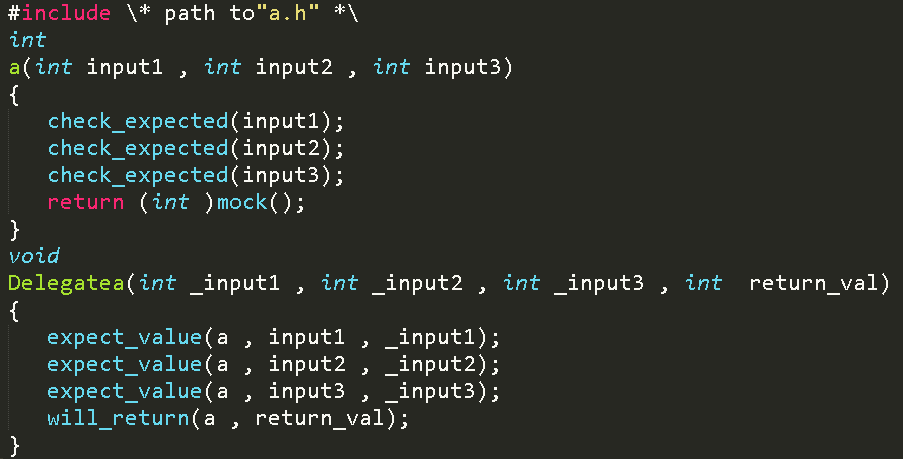 #include \* path to"a.h" *\
int
a(int input1 , int input2 , int input3)
{
   check_expected(input1);
   check_expected(input2);
   check_expected(input3);
   return (int )mock();
}
void
Delegatea(int _input1 , int _input2 , int _input3 , int  return_val)
{
   expect_value(a , input1 , _input1);
   expect_value(a , input2 , _input2);
   expect_value(a , input3 , _input3);
   will_return(a , return_val);
}